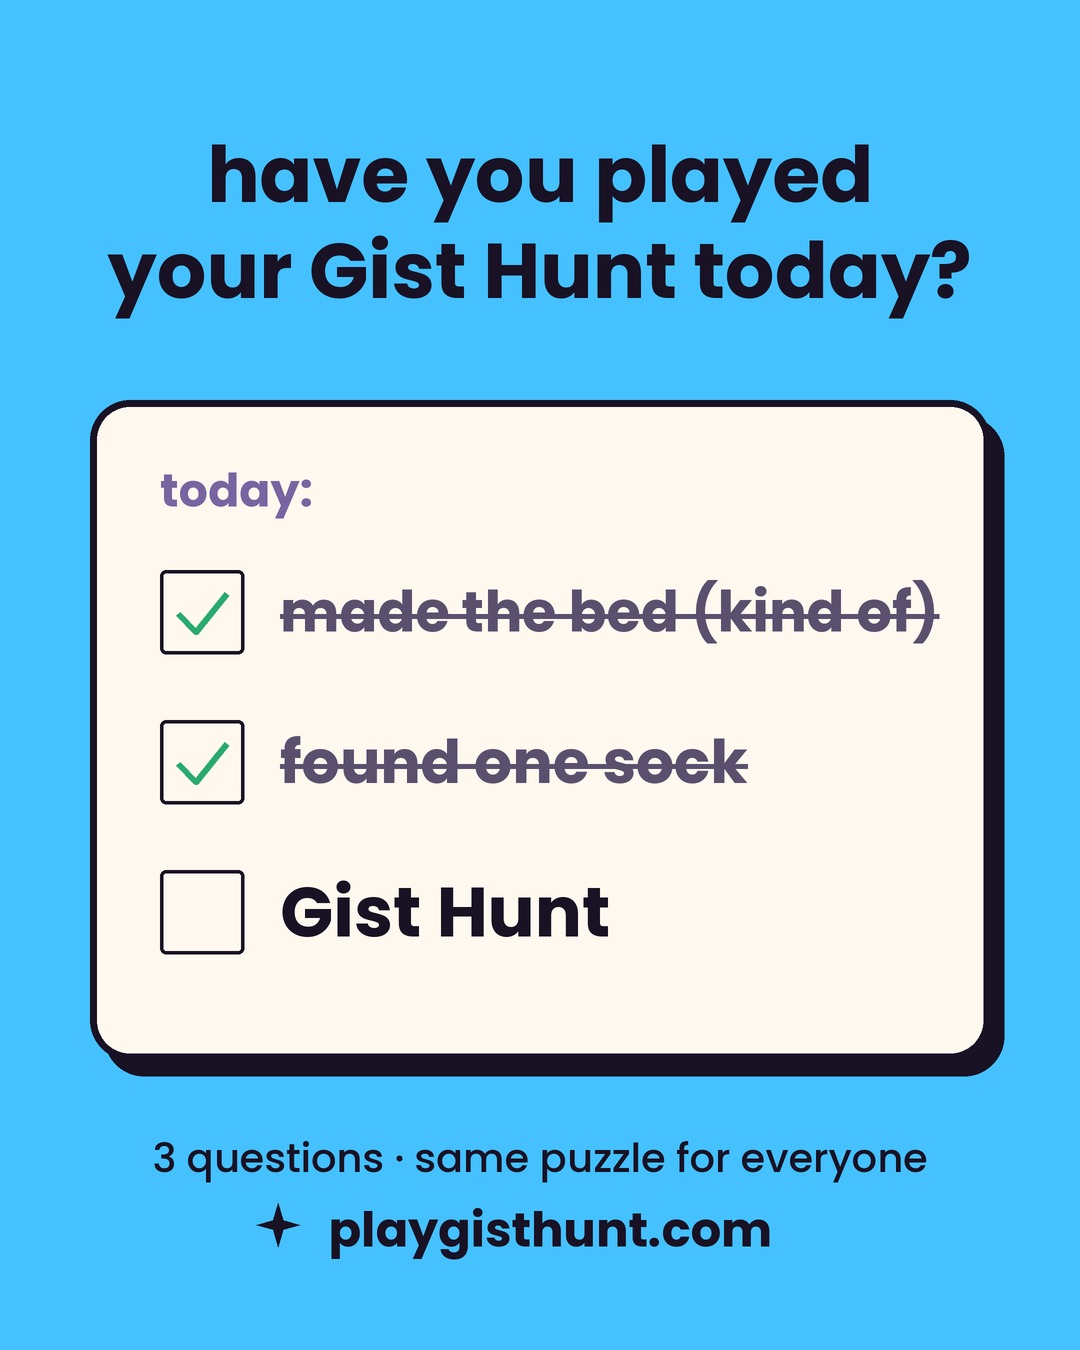 have you played
your Gist Hunt today?
today:
made the bed (kind of)
found one sock
Gist Hunt
3 questions · same puzzle for everyone
playgisthunt.com